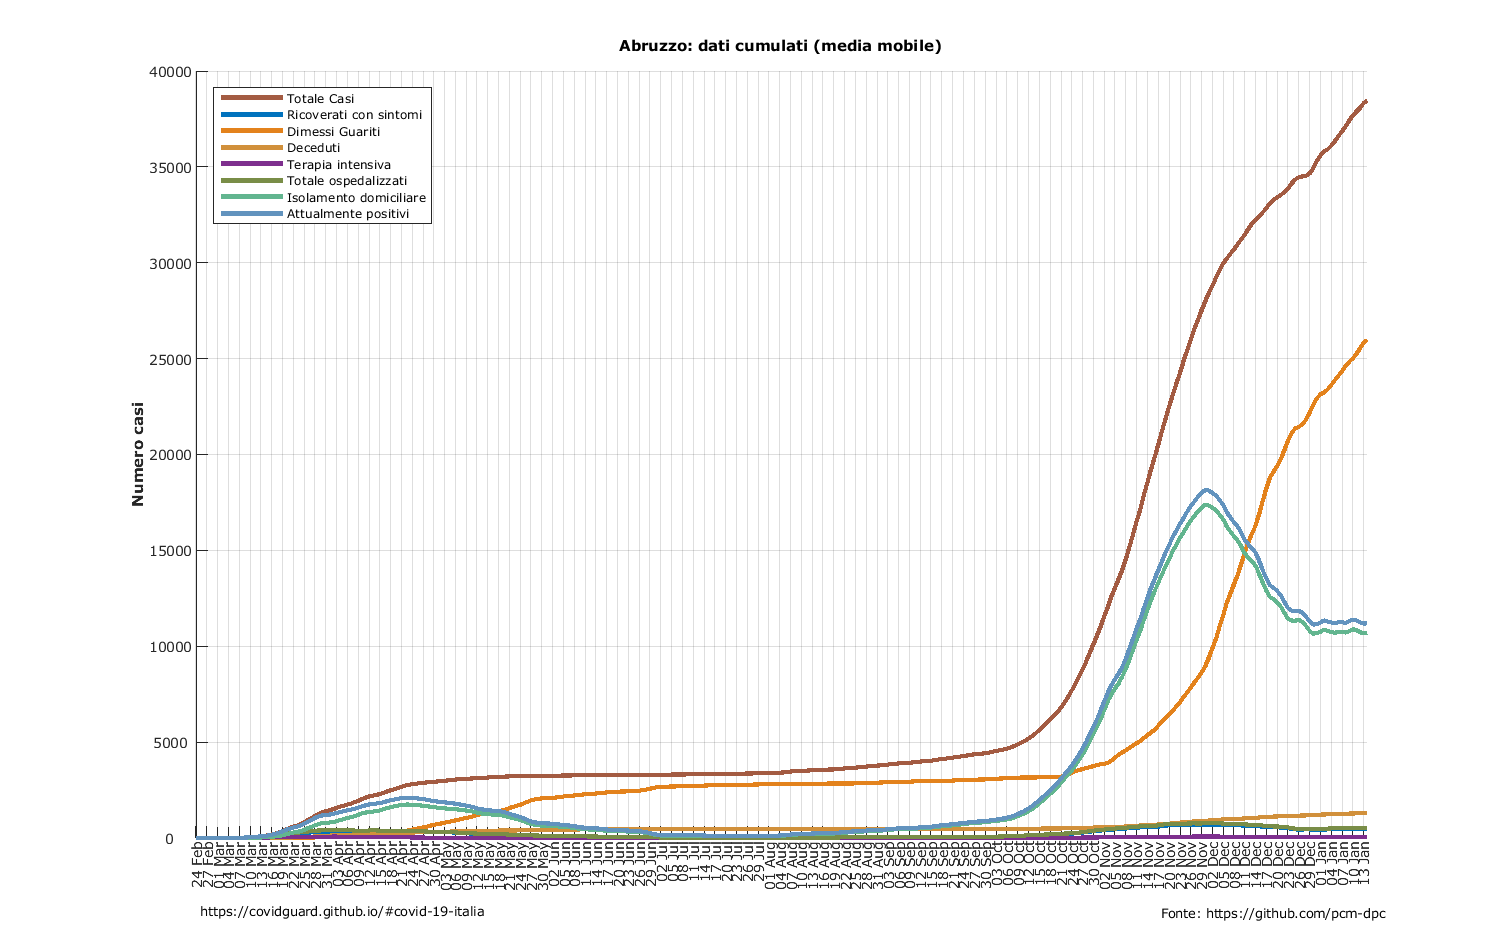 Abruzzo: dati cumulati (media mobile)
40000
35000
30000
25000
20000
15000
10000
5000
0
Numero casi
Totale Casi
Ricoverati con sintomi
Dimessi Guariti
Deceduti
Terapia intensiva
Totale ospedalizzati
Isolamento domiciliare
Attualmente positivi
24 Feb
27 Feb
01 Mar
04 Mar
07 Mar
10 Mar
13 Mar
16 Mar
19 Mar
22 Mar
25 Mar
28 Mar
31 Mar
03 Apr
06 Apr
09 Apr
12 Apr
15 Apr
18 Apr
21 Apr
24 Apr
27 Apr
30 Apr
03 May
06 May
09 May
12 May
15 May
18 May
21 May
24 May
27 May
30 May
02 Jun
05 Jun
08 Jun
11 Jun
14 Jun
17 Jun
20 Jun
23 Jun
26 Jun
29 Jun
02 Jul
05 Jul
08 Jul
11 Jul
14 Jul
17 Jul
20 Jul
23 Jul
26 Jul
29 Jul
01 Aug
04 Aug
07 Aug
10 Aug
13 Aug
16 Aug
19 Aug
22 Aug
25 Aug
28 Aug
31 Aug
03 Sep
06 Sep
09 Sep
12 Sep
15 Sep
18 Sep
21 Sep
24 Sep
27 Sep
30 Sep
03 Oct
06 Oct
09 Oct
12 Oct
15 Oct
18 Oct
21 Oct
24 Oct
27 Oct
30 Oct
02 Nov
05 Nov
08 Nov
11 Nov
14 Nov
17 Nov
20 Nov
23 Nov
26 Nov
29 Nov
02 Dec
05 Dec
08 Dec
11 Dec
14 Dec
17 Dec
20 Dec
23 Dec
26 Dec
29 Dec
01 Jan
04 Jan
07 Jan
10 Jan
13 Jan
https://covidguard.github.io/#covid-19-italia
Fonte: https://github.com/pcm-dpc